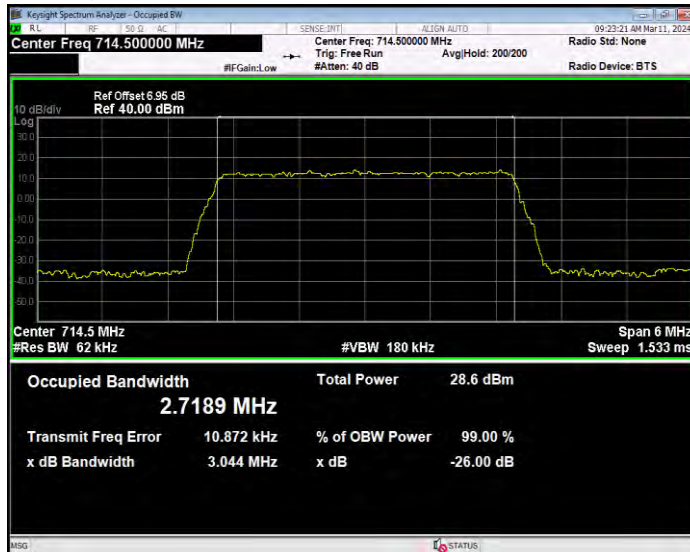 Keysight Spectrum Analyzer - Occupied BW
RL RF 50 Ω AC SENSE:INT ALIGN AUTO 09:23:21 AM Mar 11, 2024
Center Freq 714.500000 MHz Center Freq: 714.500000 MHz Radio Std: None
Trig: Free Run Avg|Hold: 200/200
#IFGain:Low #Atten: 40 dB Radio Device: BTS
Ref Offset 6.95 dB
10 dB/div Ref 40.00 dBm
Log
30.0
20.0
10.0
0.00
-10.0
-20.0
-30.0
-40.0
-50.0
Center 714.5 MHz Span 6 MHz
#Res BW 62 kHz #VBW 180 kHz Sweep 1.533 ms
Occupied Bandwidth Total Power 28.6 dBm
2.7189 MHz
Transmit Freq Error 10.872 kHz % of OBW Power 99.00 %
x dB Bandwidth 3.044 MHz x dB -26.00 dB
MSG STATUS